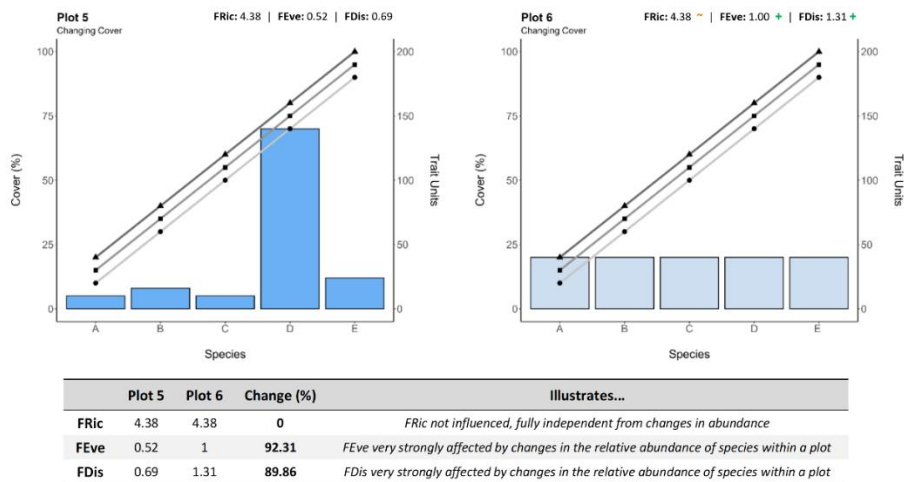 Plot 5
FRic: 4.38 | FEve: 0.52 | FDis: 0.69
Changing Cover
100
75
50
25
0
Cover (%)
200
150
100
50
0
Trait Units
A B C D E
Species
Plot 6
FRic: 4.38 ~ | FEve: 1.00 + | FDis: 1.31 +
Changing Cover
100
75
50
25
0
Cover (%)
200
150
100
50
0
Trait Units
A B C D E
Species
Plot 5 Plot 6 Change (%) Illustrates...
FRic 4.38 4.38 0 FRic not influenced, fully independent from changes in abundance
FEve 0.52 1 92.31 FEve very strongly affected by changes in the relative abundance of species within a plot
FDis 0.69 1.31 89.86 FDis very strongly affected by changes in the relative abundance of species within a plot